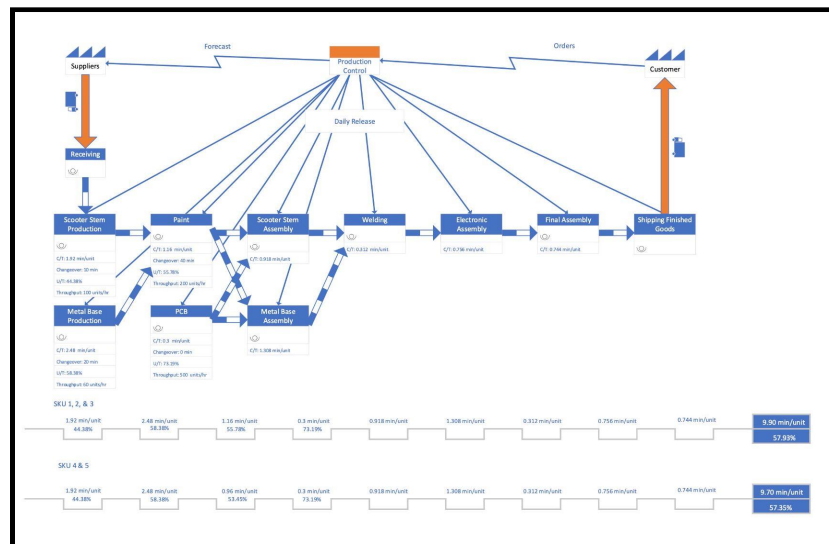 Forecast
Orders
Suppliers
Production
Control
Customer
Daily Release
Receiving
Scooter Stem
Production
C/T: 1.92 min/unit
Changeover: 10 min
U/T: 44.38%
Throughput: 100 units/hr
Paint
C/T: 1.16 min/unit
Changeover: 40 min
U/T: 55.78%
Throughput: 200 units/hr
Scooter Stem
Assembly
C/T: 0.918 min/unit
Welding
C/T: 0.312 min/unit
Electronic
Assembly
C/T: 0.756 min/unit
Final Assembly
C/T: 0.744 min/unit
Shipping Finished
Goods
Metal Base
Production
C/T: 2.48 min/unit
Changeover: 20 min
U/T: 58.38%
Throughput: 60 units/hr
PCB
C/T: 0.3 min/unit
Changeover: 0 min
U/T: 73.19%
Throughput: 500 units/hr
Metal Base
Assembly
C/T: 1.308 min/unit
SKU 1, 2, & 3
1.92 min/unit
44.38%
2.48 min/unit
58.38%
1.16 min/unit
55.78%
0.3 min/unit
73.19%
0.918 min/unit
1.308 min/unit
0.312 min/unit
0.756 min/unit
0.744 min/unit
9.90 min/unit
57.93%
SKU 4 & 5
1.92 min/unit
44.38%
2.48 min/unit
58.38%
0.96 min/unit
53.45%
0.3 min/unit
73.19%
0.918 min/unit
1.308 min/unit
0.312 min/unit
0.756 min/unit
0.744 min/unit
9.70 min/unit
57.35%